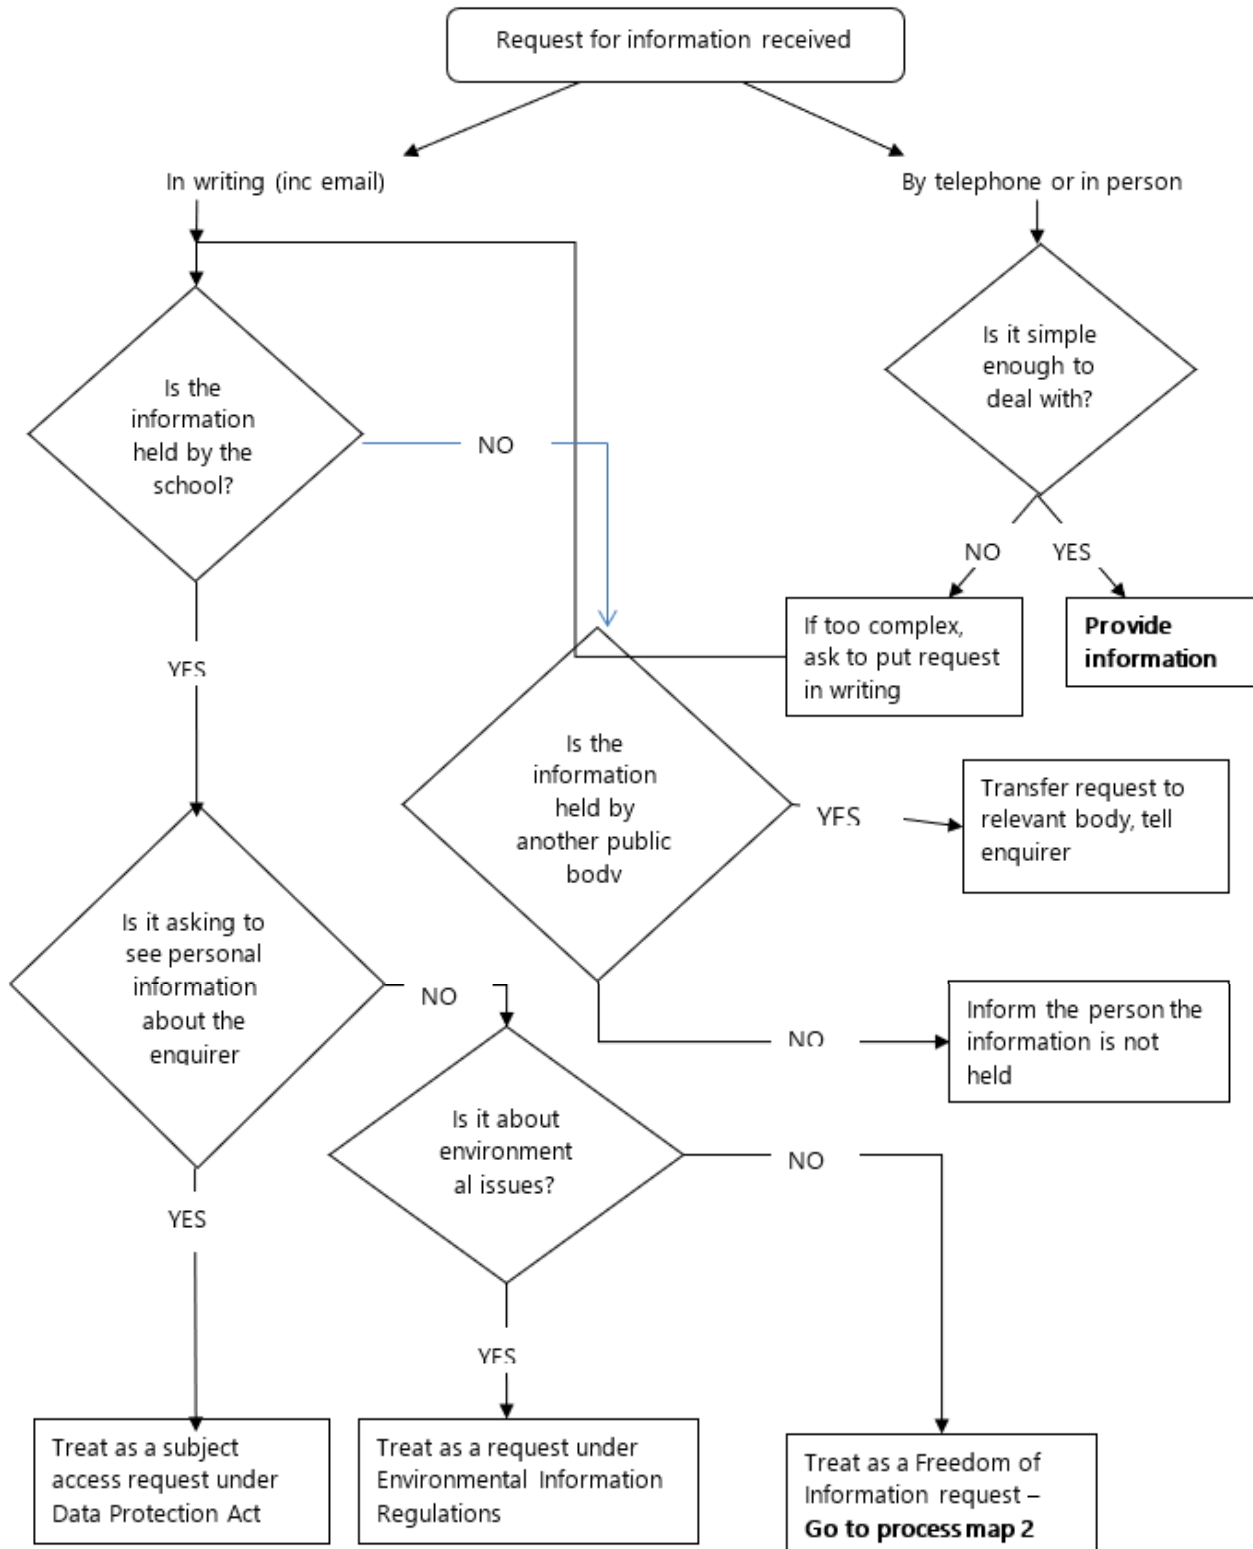 Request for information received
In writing (inc email)
By telephone or in person
Is it simple
enough to
deal with?
Is the
information
held by the
school?
NO
NO
YES
If too complex,
ask to put request
in writing
Provide
information
YES
Is the
information
held by
another public
body
YES
Transfer request to
relevant body, tell
enquirer
Is it asking to
see personal
information
about the
enquirer
NO
Inform the person the
information is not
held
NO
Is it about
environment
al issues?
NO
YES
YES
Treat as a subject
access request under
Data Protection Act
Treat as a request under
Environmental Information
Regulations
Treat as a Freedom of
Information request –
Go to process map 2